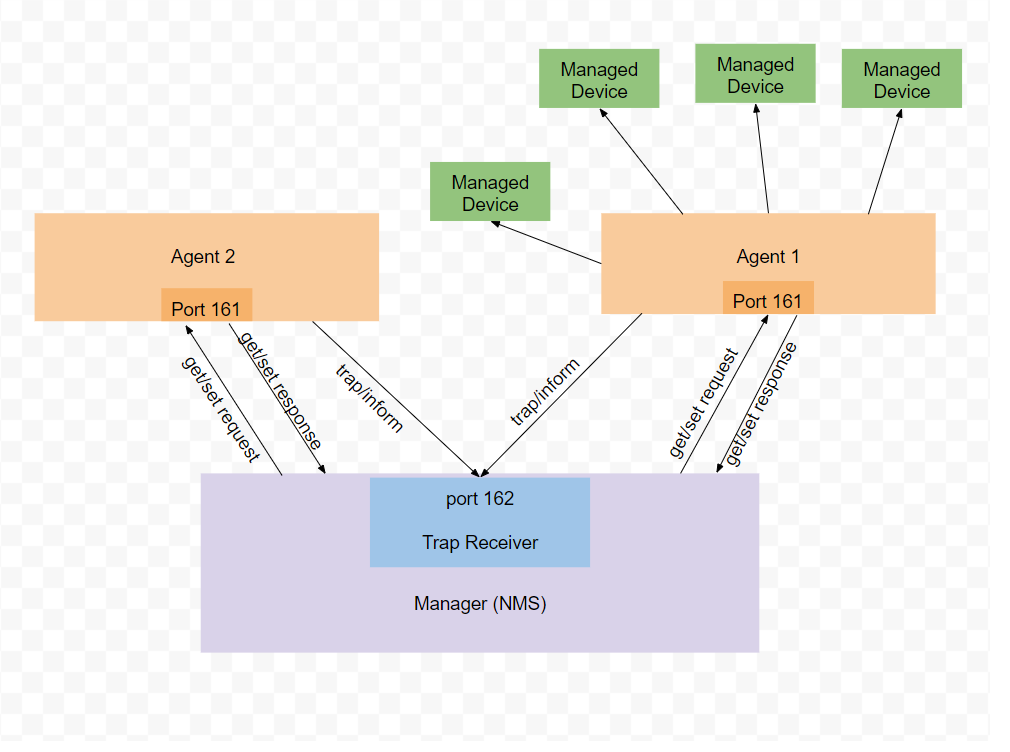 Managed
Device
Managed
Device
Managed
Device
Managed
Device
Agent 2
Port 161
Agent 1
Port 161
get/set request
get/set response
trap/inform
trap/inform
get/set request
get/set response
port 162
Trap Receiver
Manager (NMS)